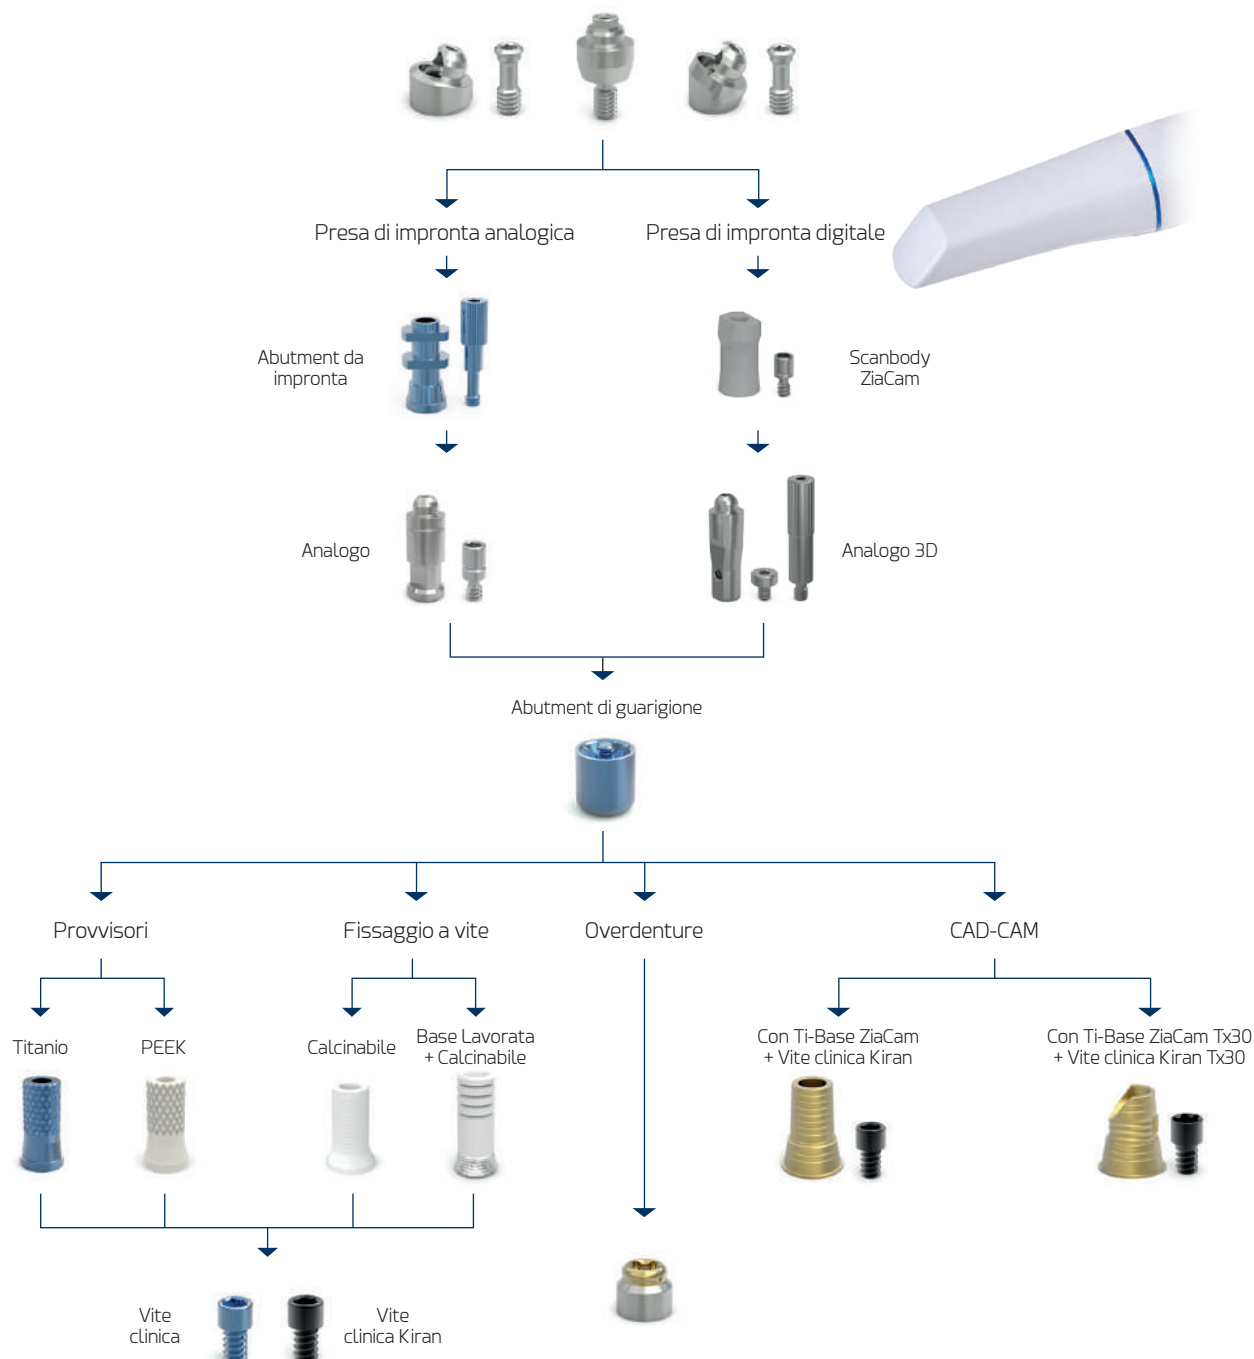 Presa di impronta analogica
Presa di impronta digitale
Abutment da
impronta
Scanbody
ZiaCam
Analogo
Analogo 3D
Abutment di guarigione
Provvisori
Fissaggio a vite
Overdenture
CAD-CAM
Titanio
PEEK
Calcinabile
Base Lavorata
+ Calcinabile
Con Ti-Base ZiaCam
+ Vite clinica Kiran
Con Ti-Base ZiaCam Tx30
+ Vite clinica Kiran Tx30
Vite
clinica
Vite
clinica Kiran